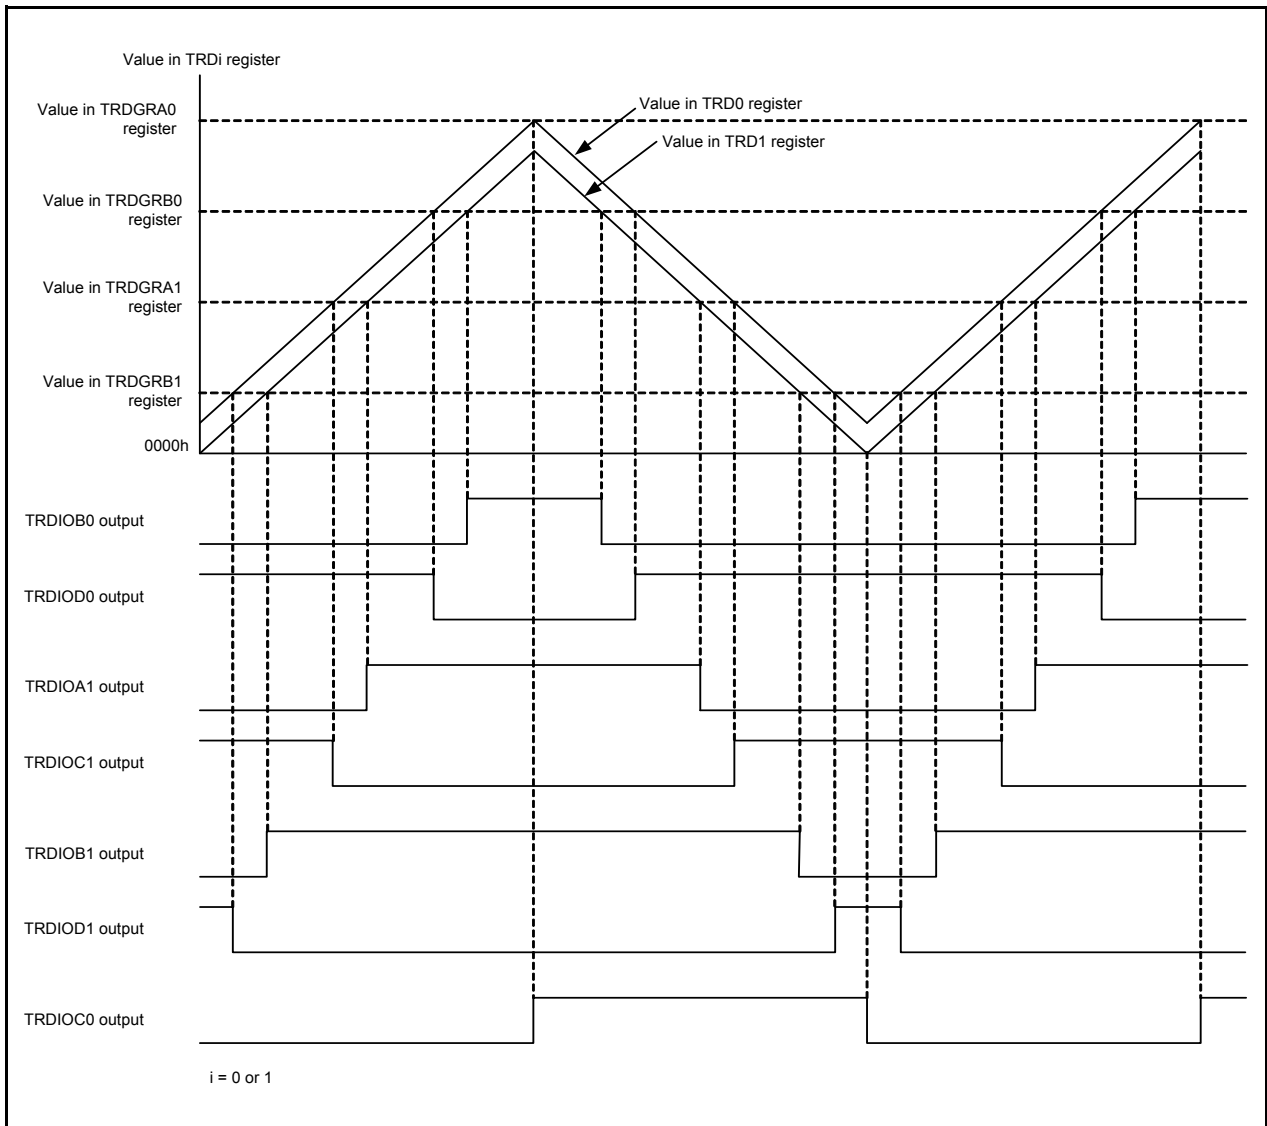 Value in TRDi register
Value in TRDGRA0
register
Value in TRD0 register
Value in TRD1 register
Value in TRDGRB0
register
Value in TRDGRA1
register
Value in TRDGRB1
register
0000h
TRDIOB0 output
TRDIOD0 output
TRDIOA1 output
TRDIOC1 output
TRDIOB1 output
TRDIOD1 output
TRDIOC0 output
i = 0 or 1